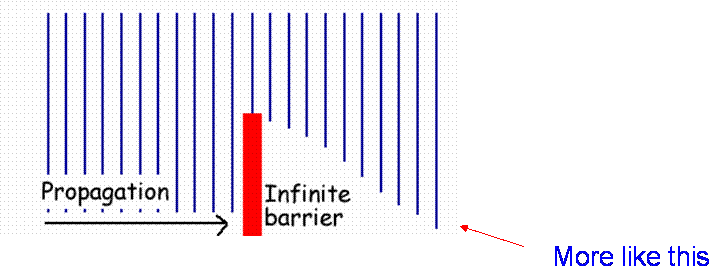 Propagation
Infinite
barrier
More like this